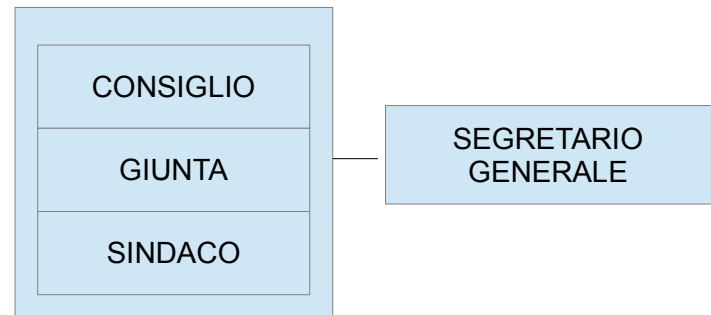 CONSIGLIO
GIUNTA
SINDACO
SEGRETARIO
GENERALE